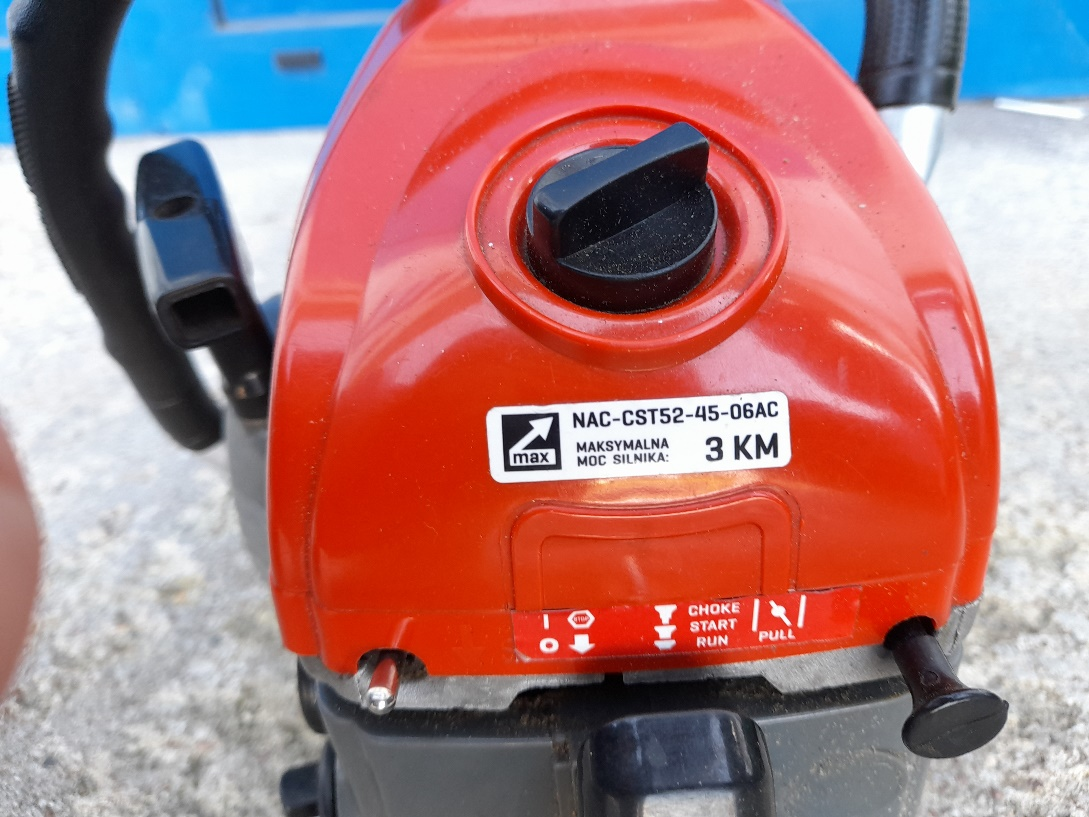 NAC-CST52-45-06AC
max
MAKSYMALNA
MOC SILNIKA:
3 KM
I STOP
O
CHOKE
START
RUN
PULL